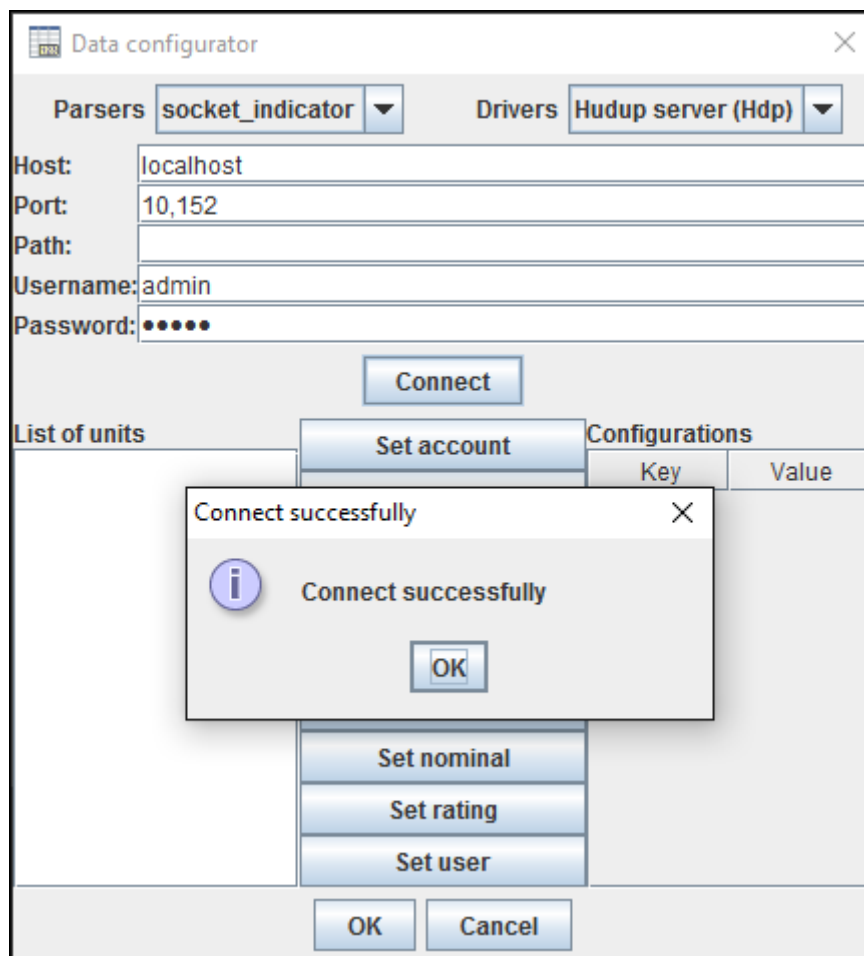 Data configurator
Parsers socket_indicator Drivers Hudup server (Hdp)
Host: localhost
Port: 10,152
Path:
Username: admin
Password: •••••
Connect
List of units Set account Configurations
Key Value
Connect successfully
Connect successfully
OK
Set nominal
Set rating
Set user
OK Cancel